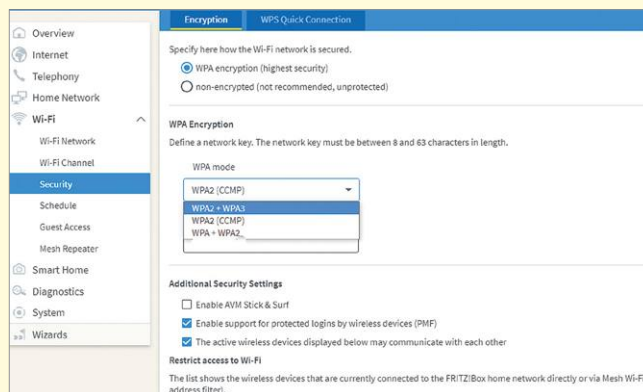 Encryption
WPS Quick Connection
Overview
Internet
Telephony
Home Network
Wi-Fi
Wi-Fi Network
Wi-Fi Channel
Security
Schedule
Guest Access
Mesh Repeater
Smart Home
Diagnostics
System
Wizards
Specify here how the Wi-Fi network is secured.
WPA encryption (highest security)
non-encrypted (not recommended, unprotected)
WPA Encryption
Define a network key. The network key must be between 8 and 63 characters in length.
WPA mode
WPA2 (CCMP)
WPA2 + WPA3
WPA2 (CCMP)
WPA + WPA2
Additional Security Settings
Enable AVM Stick & Surf
Enable support for protected logins by wireless devices (PMF)
The active wireless devices displayed below may communicate with each other
Restrict access to Wi-Fi
The list shows the wireless devices that are currently connected to the FRITZ!Box home network directly or via Mesh Wi-Fi
address filter).